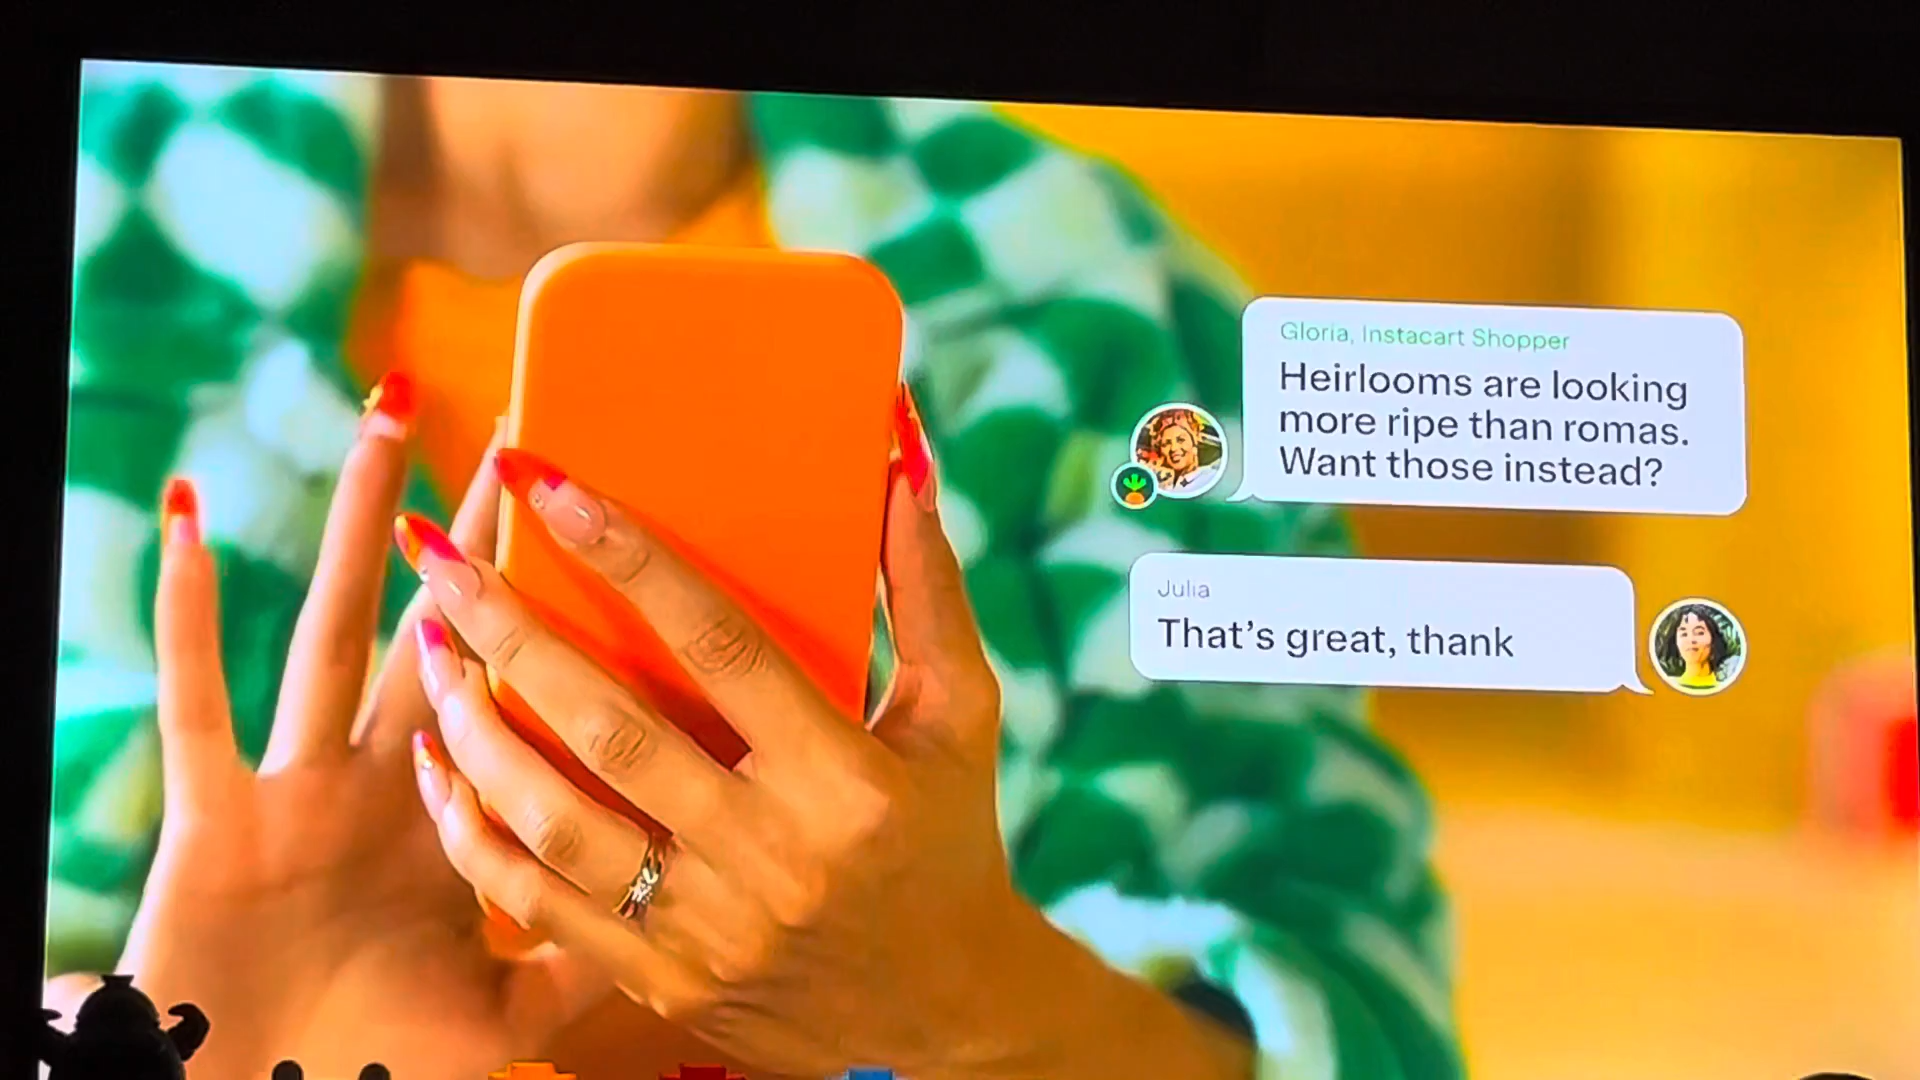 Gloria, Instacart Shopper
Heirlooms are looking
more ripe than romas.
Want those instead?
Julia
That's great, thank